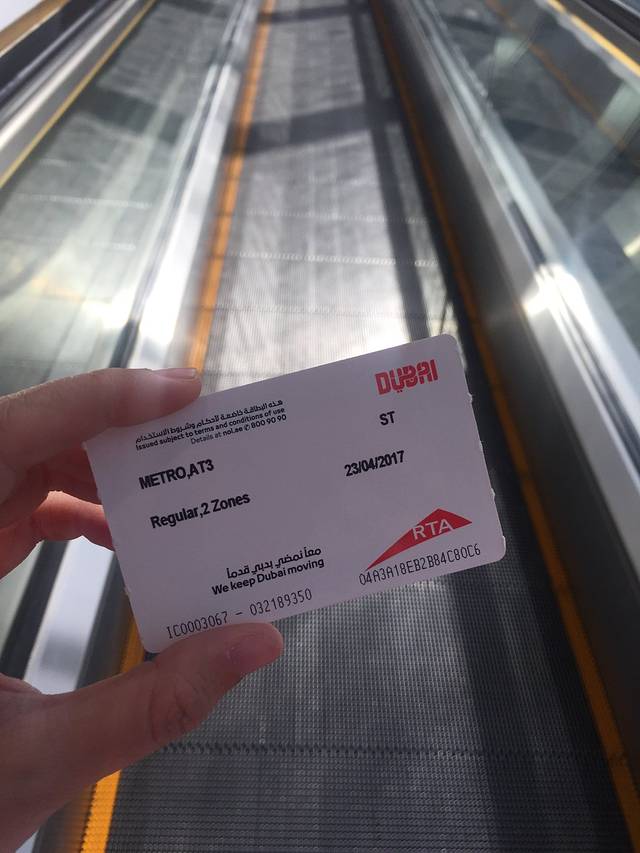 DUBAI
هذه البطاقة خاضعة لأحكام وشروط الاستخدام
Issued subject to terms and conditions of use
Details at nol.ae ✆ 800 90 90
ST
METRO,AT3
23/04/2017
Regular,2 Zones
RTA
معاً نمضي بدبي قدماً
We keep Dubai moving
04A3A18EB2B84C80C6
IC0003067 - 032189350